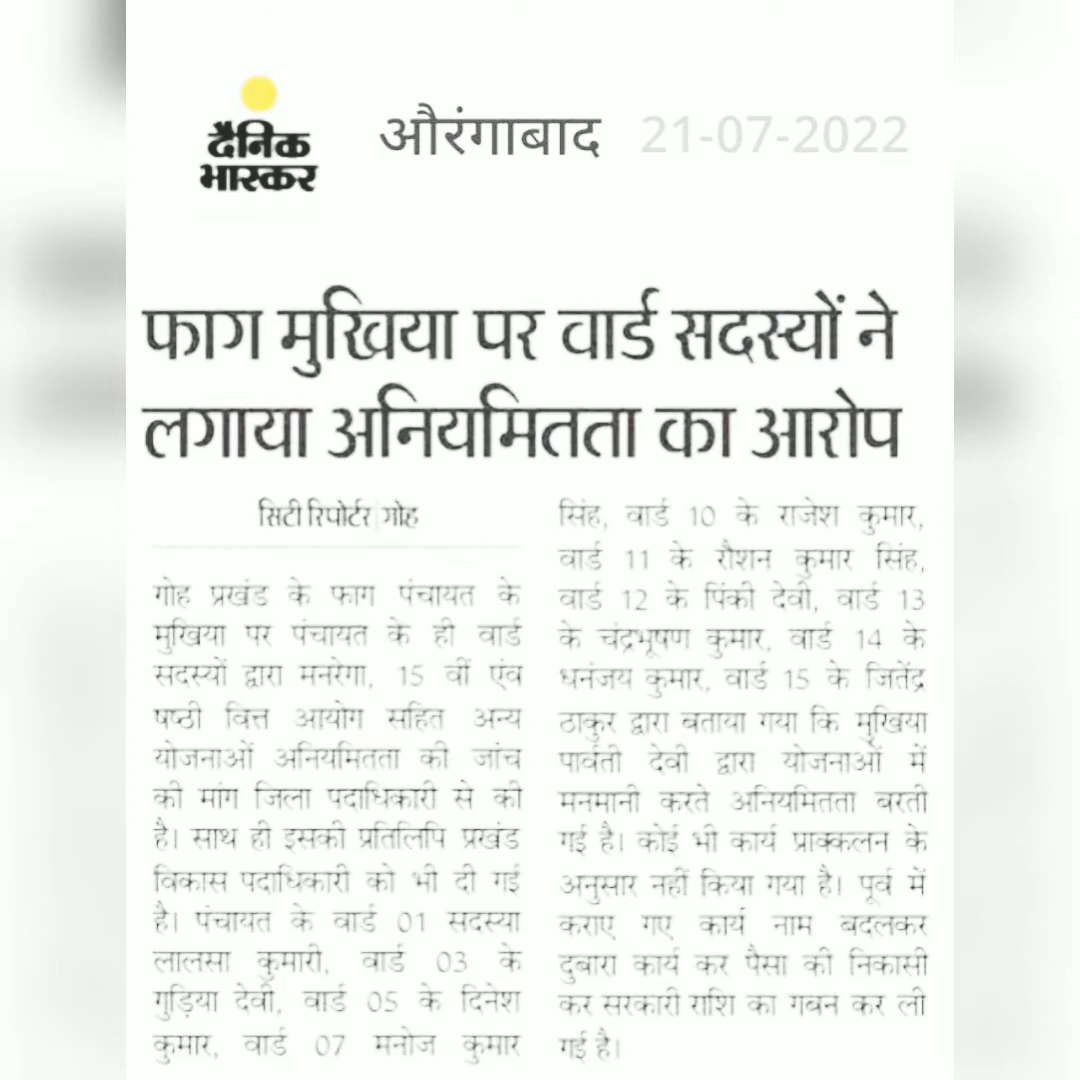 दैनिक
भास्कर
औरंगाबाद 21-07-2022
फाग मुखिया पर वार्ड सदस्यों ने
लगाया अनियमितता का आरोप
सिटी रिपोर्टर|गोह
गोह प्रखंड के फाग पंचायत के
मुखिया पर पंचायत के ही वार्ड
सदस्यों द्वारा मनरेगा, 15 वीं एंव
षष्ठी वित्त आयोग सहित अन्य
योजनाओं अनियमितता की जांच
की मांग जिला पदाधिकारी से की
है। साथ ही इसकी प्रतिलिपि प्रखंड
विकास पदाधिकारी को भी दी गई
है। पंचायत के वार्ड 01 सदस्या
लालसा कुमारी, वार्ड 03 के
गुड़िया देवी, वार्ड 05 के दिनेश
कुमार, वार्ड 07 मनोज कुमार
सिंह, वार्ड 10 के राजेश कुमार,
वार्ड 11 के रौशन कुमार सिंह,
वार्ड 12 के पिंकी देवी, वार्ड 13
के चंद्रभूषण कुमार, वार्ड 14 के
धनंजय कुमार, वार्ड 15 के जितेंद्र
ठाकुर द्वारा बताया गया कि मुखिया
पार्वती देवी द्वारा योजनाओं में
मनमानी करते अनियमितता बरती
गई है। कोई भी कार्य प्राक्कलन के
अनुसार नहीं किया गया है। पूर्व में
कराए गए कार्य नाम बदलकर
दुबारा कार्य कर पैसा की निकासी
कर सरकारी राशि का गबन कर ली
गई है।